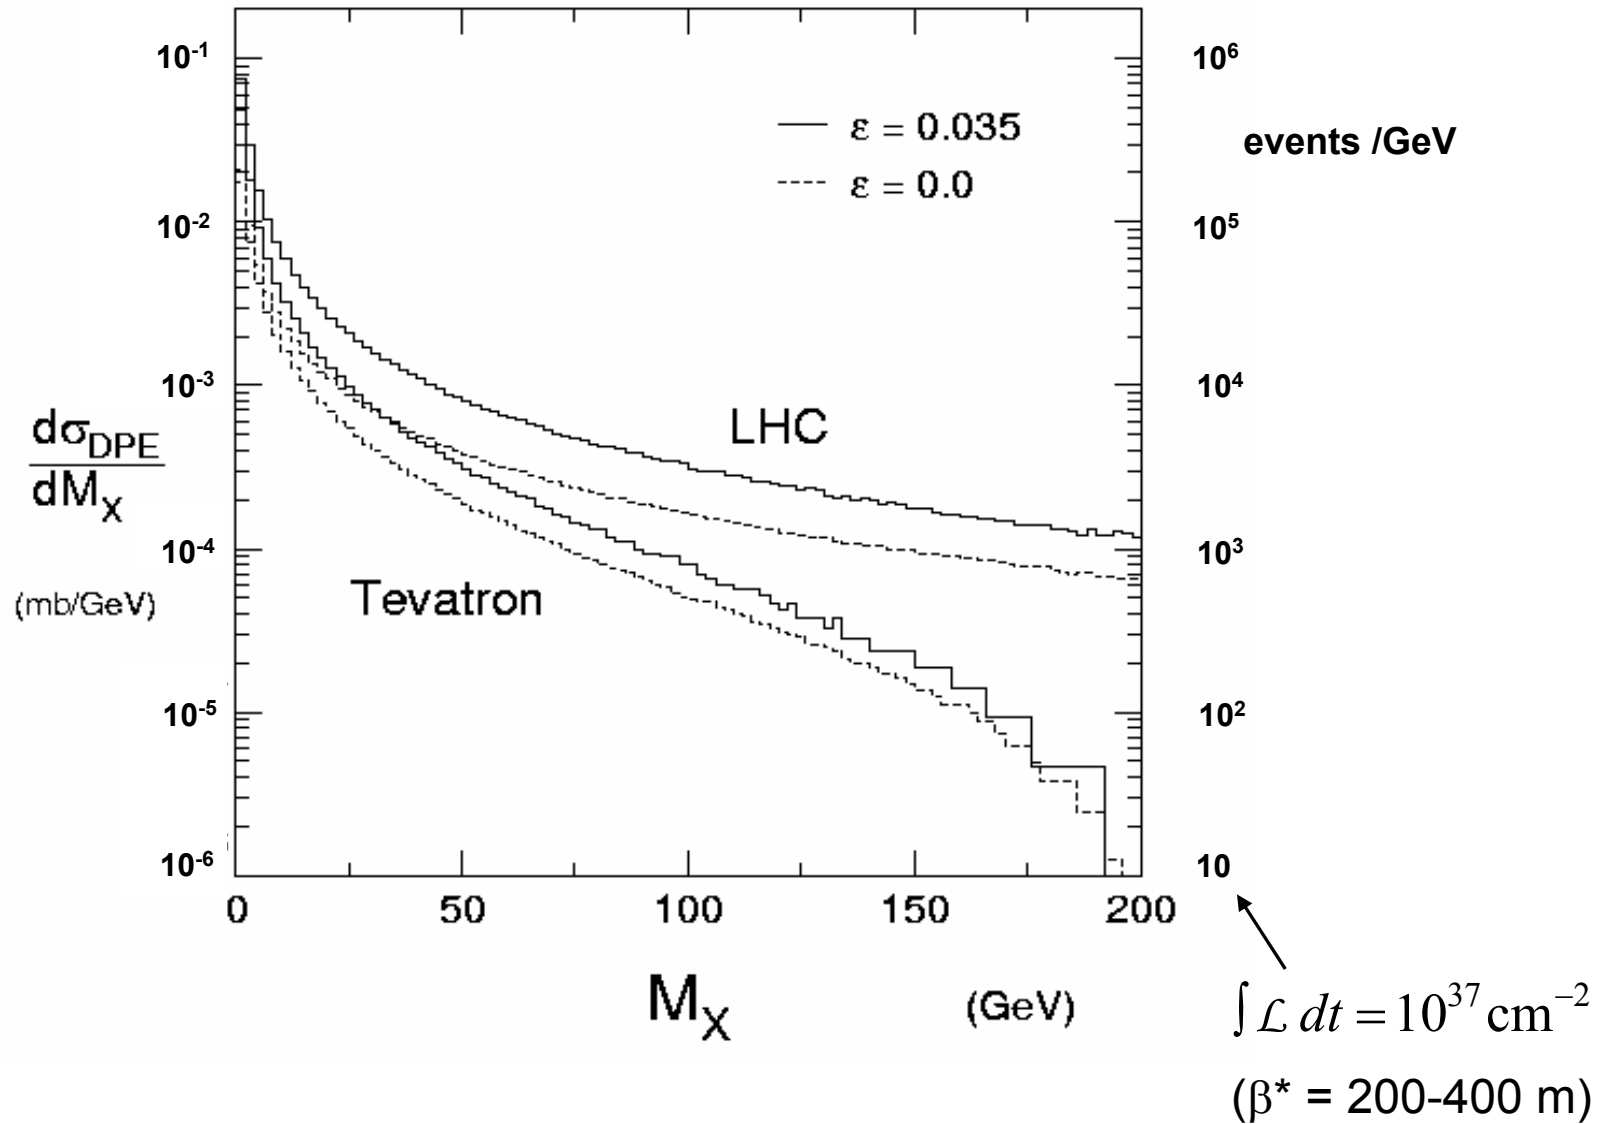 10⁻¹
10⁻²
10⁻³
10⁻⁴
10⁻⁵
10⁻⁶
dσ_DPE
dM_X
(mb/GeV)
ε = 0.035
ε = 0.0
LHC
Tevatron
10⁶
events /GeV
10⁵
10⁴
10³
10²
10
0 50 100 150 200
M_X (GeV)
∫ℒ dt = 10³⁷ cm⁻²
(β* = 200-400 m)